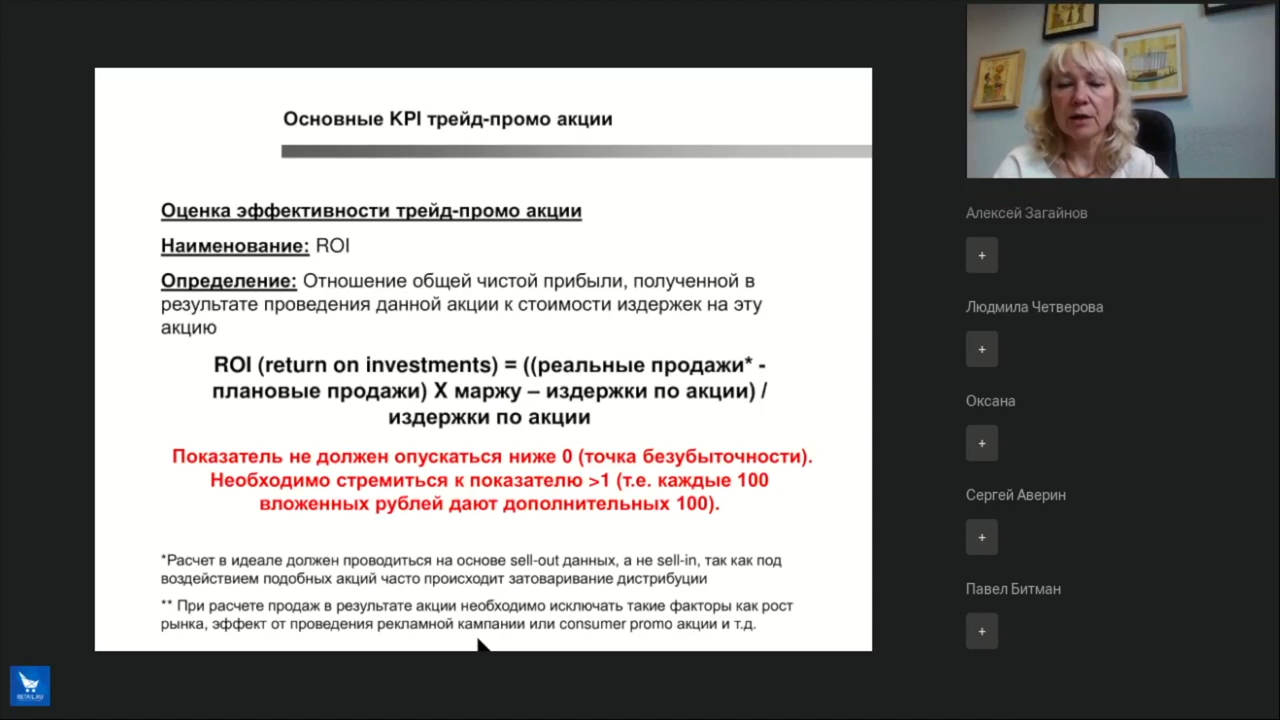 Основные KPI трейд-промо акции
Оценка эффективности трейд-промо акции
Наименование: ROI
Определение: Отношение общей чистой прибыли, полученной в
результате проведения данной акции к стоимости издержек на эту
акцию
ROI (return on investments) = ((реальные продажи* -
плановые продажи) X маржу – издержки по акции) /
издержки по акции
Показатель не должен опускаться ниже 0 (точка безубыточности).
Необходимо стремиться к показателю >1 (т.е. каждые 100
вложенных рублей дают дополнительных 100).
*Расчет в идеале должен проводиться на основе sell-out данных, а не sell-in, так как под
воздействием подобных акций часто происходит затоваривание дистрибуции
** При расчете продаж в результате акции необходимо исключать такие факторы как рост
рынка, эффект от проведения рекламной кампании или consumer promo акции и т.д.
Алексей Загайнов
+
Людмила Четверова
+
Оксана
+
Сергей Аверин
+
Павел Битман
+
RETAIL.RU